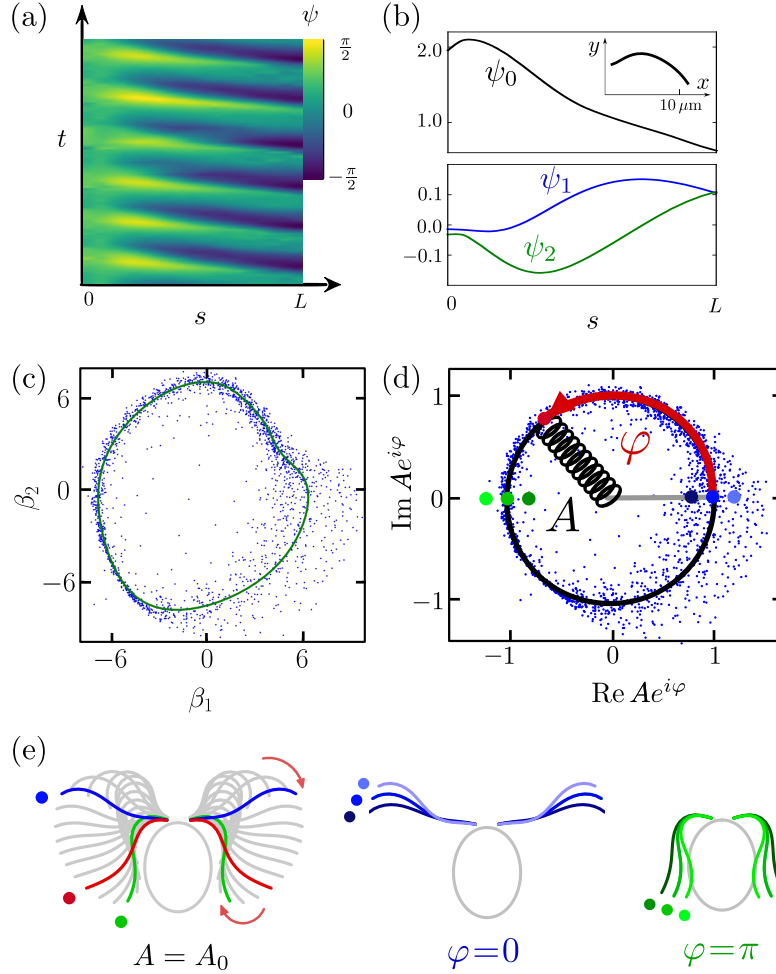 (a)
ψ
π/2
0
−π/2
t
0
L
s
(b)
2.0
1.0
ψ₀
y
x
10 μm
0.1
0.0
−0.1
ψ₁
ψ₂
0
L
s
(c)
6
0
−6
β₂
−6
0
6
β₁
(d)
1
0
−1
Im Ae^{iφ}
φ
A
−1
0
1
Re Ae^{iφ}
(e)
A = A₀
φ=0
φ=π